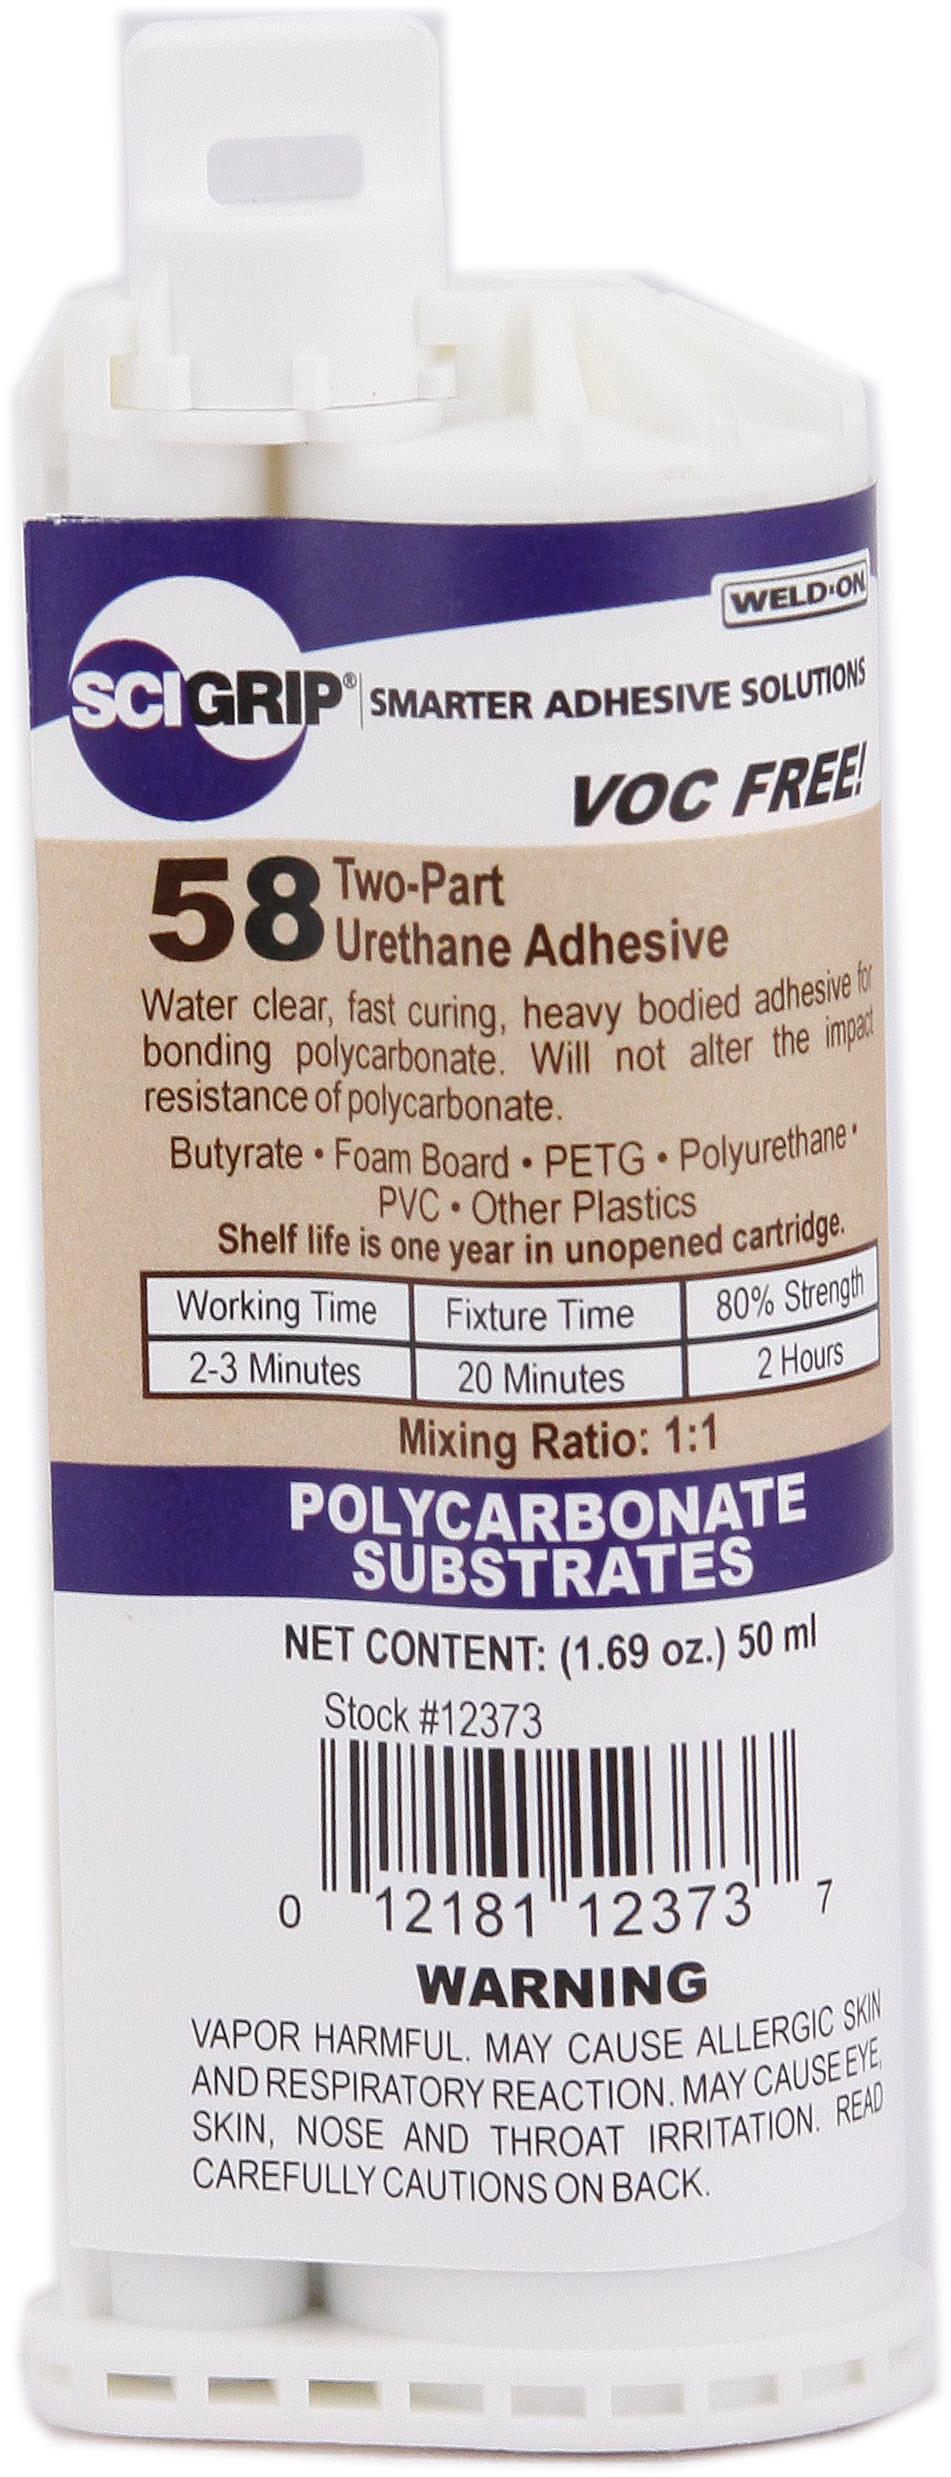 WELD·ON
SCIGRIP® | SMARTER ADHESIVE SOLUTIONS
VOC FREE!
58 Two-Part
Urethane Adhesive
Water clear, fast curing, heavy bodied adhesive for
bonding polycarbonate. Will not alter the impact
resistance of polycarbonate.
Butyrate • Foam Board • PETG • Polyurethane •
PVC • Other Plastics
Shelf life is one year in unopened cartridge.
Working Time Fixture Time 80% Strength
2-3 Minutes 20 Minutes 2 Hours
Mixing Ratio: 1:1
POLYCARBONATE
SUBSTRATES
NET CONTENT: (1.69 oz.) 50 ml
Stock #12373
0 12181 12373 7
WARNING
VAPOR HARMFUL. MAY CAUSE ALLERGIC SKIN
AND RESPIRATORY REACTION. MAY CAUSE EYE,
SKIN, NOSE AND THROAT IRRITATION. READ
CAREFULLY CAUTIONS ON BACK.